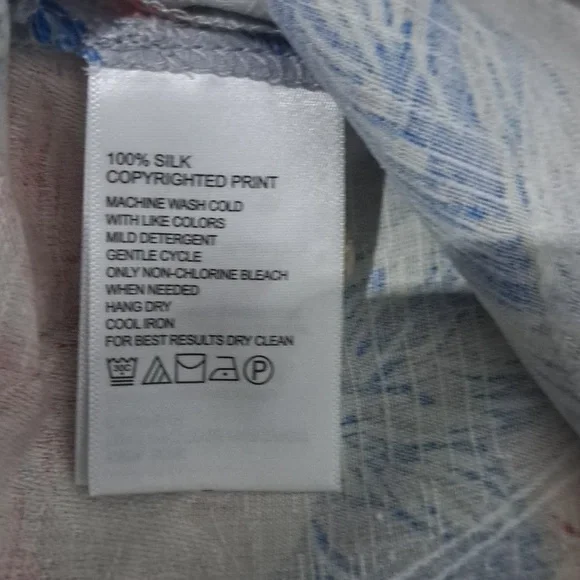 100% SILK
COPYRIGHTED PRINT
MACHINE WASH COLD
WITH LIKE COLORS
MILD DETERGENT
GENTLE CYCLE
ONLY NON-CHLORINE BLEACH
WHEN NEEDED
HANG DRY
COOL IRON
FOR BEST RESULTS DRY CLEAN
30C P